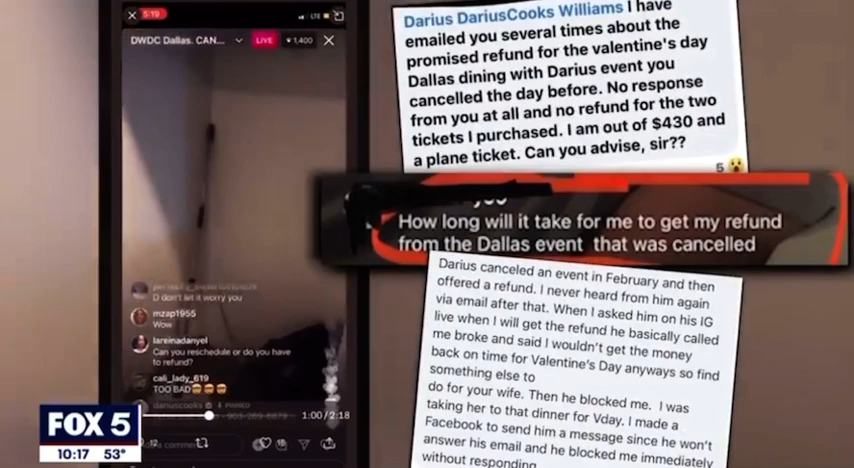 5:19
LTE
DWDC Dallas. CAN...
LIVE
1,400
D don't let it worry you
mzap1955
Wow
lareinadanyel
Can you reschedule or do you have
to refund?
cali_lady_619
TOO BAD
dariuscooks PINNED
1:00/2:18
FOX 5
10:17 53°
Darius DariusCooks Williams I have
emailed you several times about the
promised refund for the valentine's day
Dallas dining with Darius event you
cancelled the day before. No response
from you at all and no refund for the two
tickets I purchased. I am out of $430 and
a plane ticket. Can you advise, sir??
5
How long will it take for me to get my refund
from the Dallas event that was cancelled
Darius canceled an event in February and then
offered a refund. I never heard from him again
via email after that. When I asked him on his IG
live when I will get the refund he basically called
me broke and said I wouldn't get the money
back on time for Valentine's Day anyways so find
something else to
do for your wife. Then he blocked me. I was
taking her to that dinner for Vday. I made a
Facebook to send him a message since he won't
answer his email and he blocked me immediately
without responding.